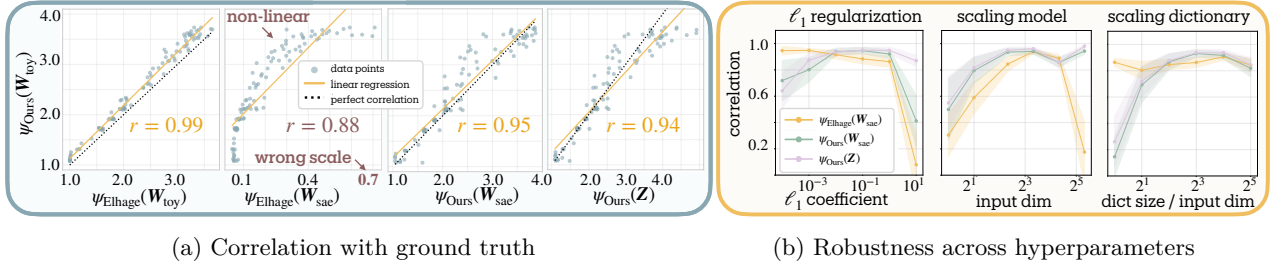 ψOurs(Wtoy)
4.0
3.0
2.0
1.0
r = 0.99
1.0 2.0 3.0
ψElhage(Wtoy)
non-linear
data points
linear regression
perfect correlation
r = 0.88
wrong scale
0.1 0.4 0.7
ψElhage(Wsae)
r = 0.95
1.0 2.0 3.0 4.0
ψOurs(Wsae)
r = 0.94
2.0 3.0 4.0 5.0
ψOurs(Z)
(a) Correlation with ground truth
ℓ1 regularization scaling model scaling dictionary
correlation
1.0
0.6
0.2
ψElhage(Wsae)
ψOurs(Wsae)
ψOurs(Z)
10⁻³ 10⁻¹ 10¹
ℓ1 coefficient
2¹ 2³ 2⁵
input dim
2¹ 2³ 2⁵
dict size / input dim
(b) Robustness across hyperparameters